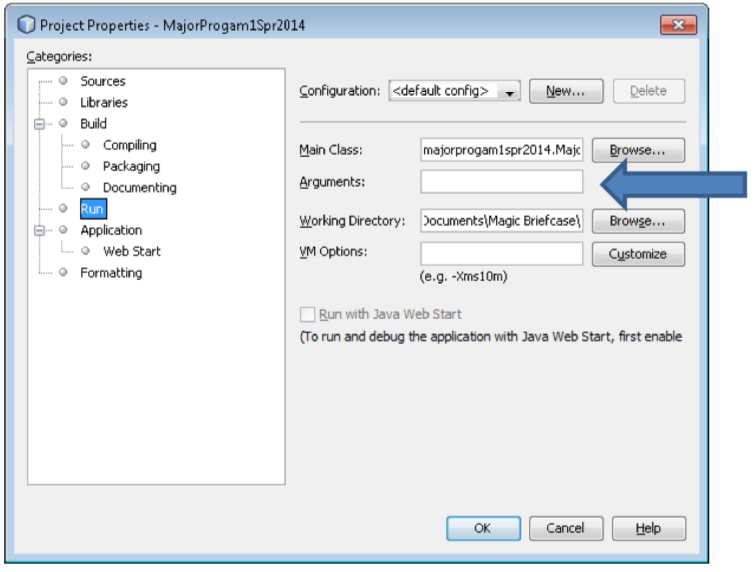 Project Properties - MajorProgam1Spr2014
Categories:
Sources
Libraries
Build
Compiling
Packaging
Documenting
Run
Application
Web Start
Formatting
Configuration: <default config> New... Delete
Main Class: majorprogam1spr2014.Majc Browse...
Arguments:
Working Directory: Documents\Magic Briefcase\ Browse...
VM Options: Customize
(e.g. -Xms10m)
Run with Java Web Start
(To run and debug the application with Java Web Start, first enable
OK Cancel Help